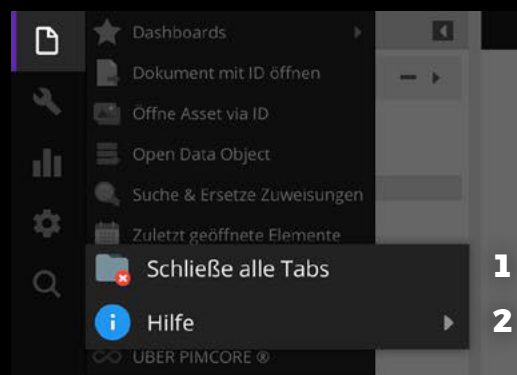 Dashboards
Dokument mit ID öffnen
Öffne Asset via ID
Open Data Object
Suche & Ersetze Zuweisungen
Zuletzt geöffnete Elemente
Schließe alle Tabs 1
i Hilfe 2
ÜBER PIMCORE ®